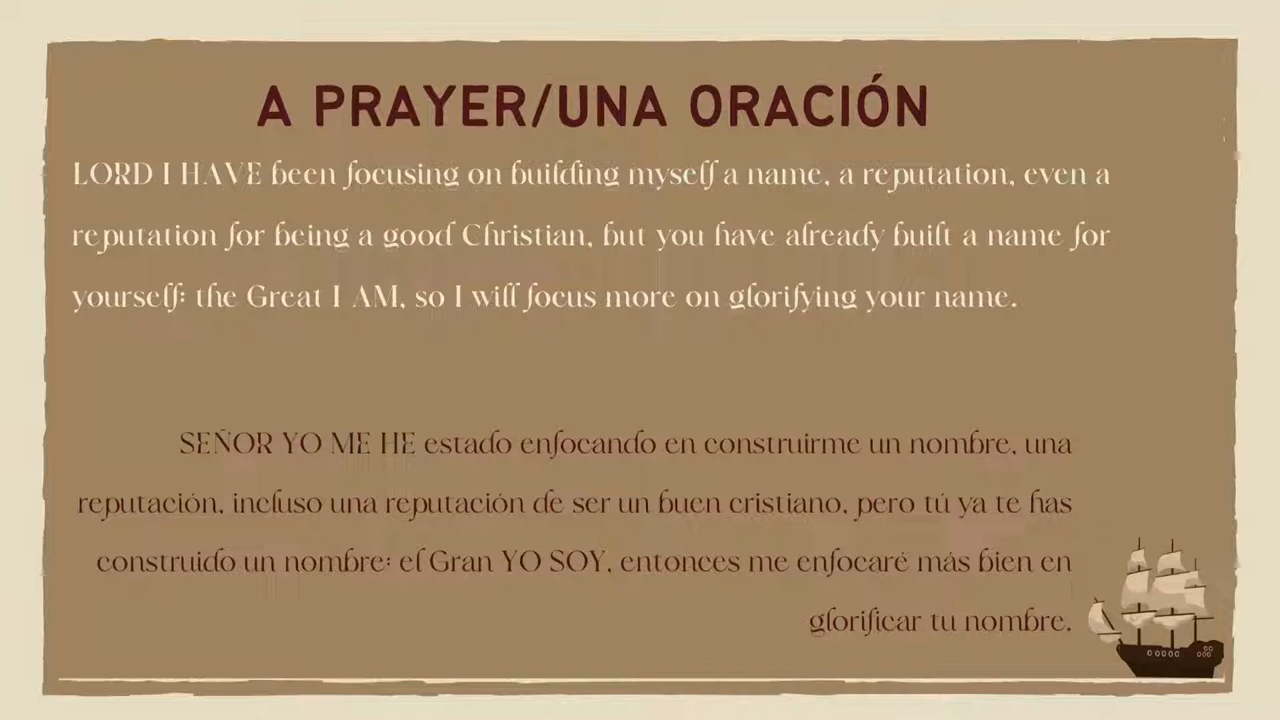 A PRAYER/UNA ORACIÓN
LORD I HAVE been focusing on building myself a name, a reputation, even a
reputation for being a good Christian, but you have already built a name for
yourself: the Great I AM, so I will focus more on glorifying your name.
SEÑOR YO ME HE estado enfocando en construirme un nombre, una
reputación, incluso una reputación de ser un buen cristiano, pero tú ya te has
construido un nombre: el Gran YO SOY, entonces me enfocaré más bien en
glorificar tu nombre.